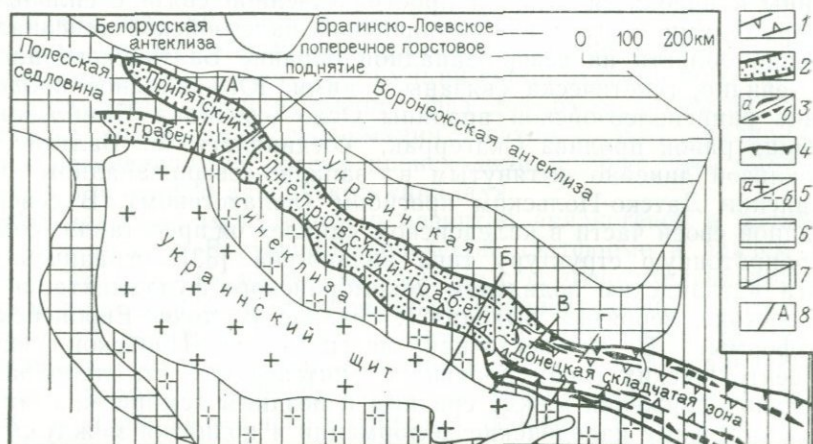 Белорусская
антеклиза
Брагинско-Лоевское
поперечное горстовое
поднятие
0 100 200км
Полесская
седловина
Припятский
грабен
А
Воронежская антеклиза
Украинская
синеклиза
Днепровский грабен
Украинский щит
Б
В
Г
Донецкая складчатая зона
1
2
а б 3
4
а б 5
6
7
А 8